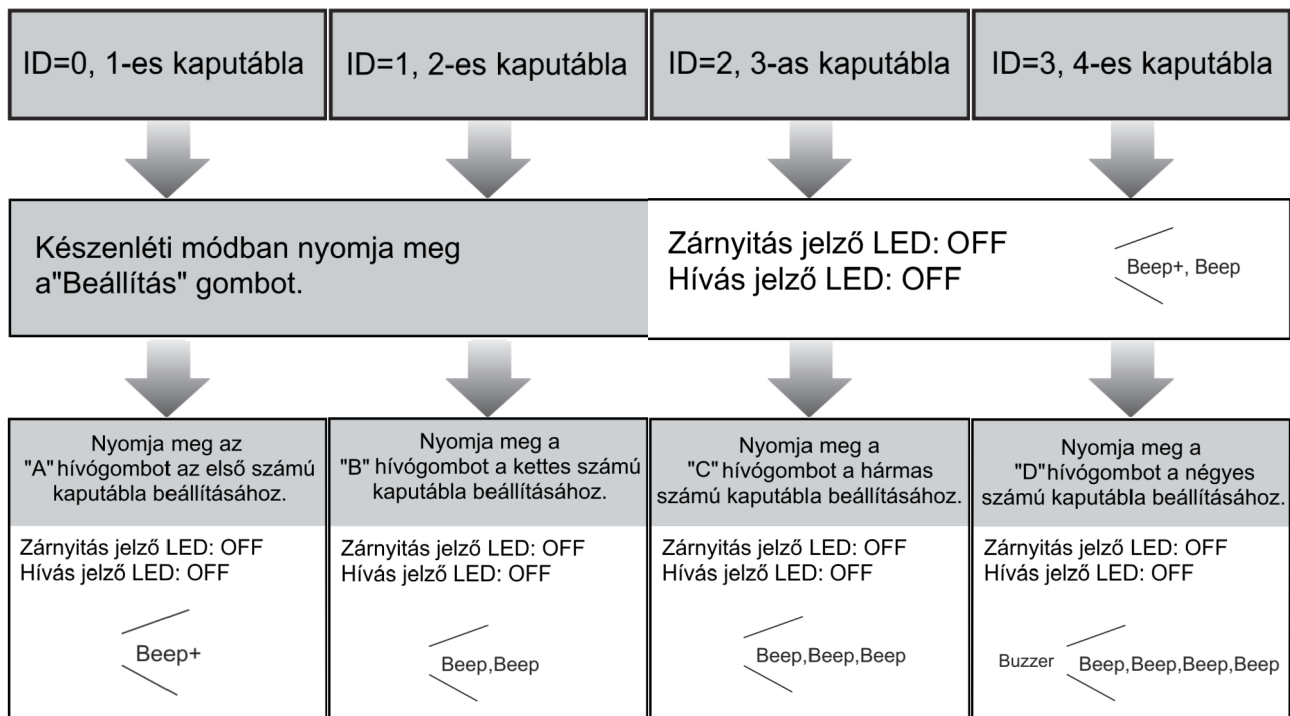 ID=0, 1-es kaputábla
ID=1, 2-es kaputábla
ID=2, 3-as kaputábla
ID=3, 4-es kaputábla
Készenléti módban nyomja meg
a"Beállítás" gombot.
Zárnyitás jelző LED: OFF
Hívás jelző LED: OFF
Beep+, Beep
Nyomja meg az
"A" hívógombot az első számú
kaputábla beállításához.
Zárnyitás jelző LED: OFF
Hívás jelző LED: OFF
Beep+
Nyomja meg a
"B" hívógombot a kettes számú
kaputábla beállításához.
Zárnyitás jelző LED: OFF
Hívás jelző LED: OFF
Beep,Beep
Nyomja meg a
"C" hívógombot a hármas
számú kaputábla beállításához.
Zárnyitás jelző LED: OFF
Hívás jelző LED: OFF
Beep,Beep,Beep
Nyomja meg a
"D"hívógombot a négyes
számú kaputábla beállításához.
Zárnyitás jelző LED: OFF
Hívás jelző LED: OFF
Buzzer
Beep,Beep,Beep,Beep